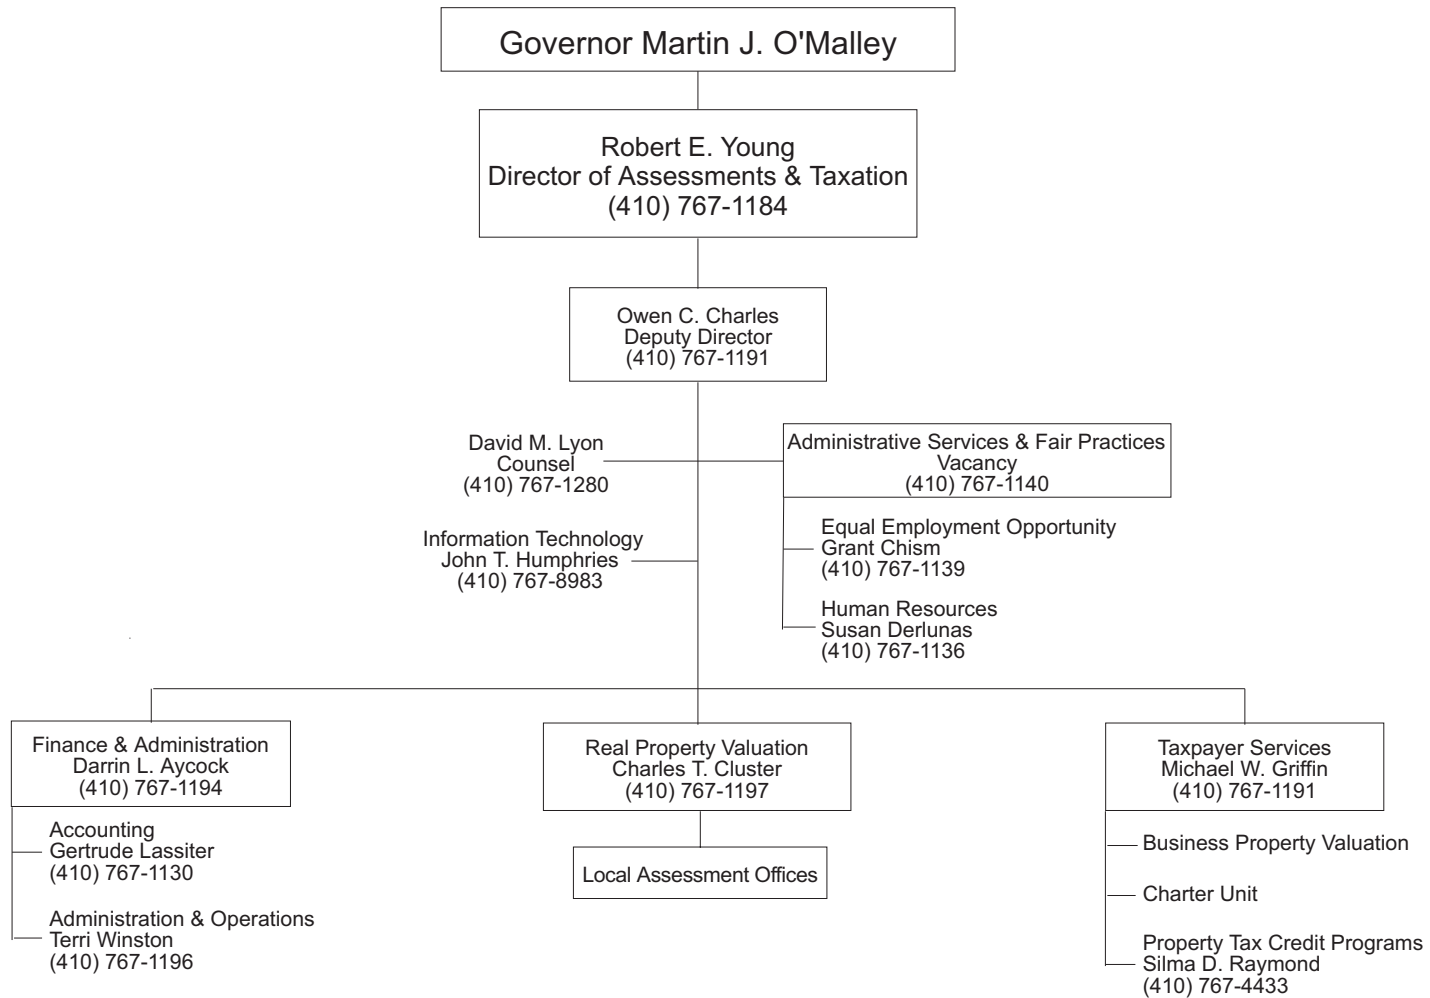 Governor Martin J. O'Malley
Robert E. Young
Director of Assessments & Taxation
(410) 767-1184
Owen C. Charles
Deputy Director
(410) 767-1191
David M. Lyon
Counsel
(410) 767-1280
Administrative Services & Fair Practices
Vacancy
(410) 767-1140
Information Technology
John T. Humphries
(410) 767-8983
Equal Employment Opportunity
Grant Chism
(410) 767-1139
Human Resources
Susan Derlunas
(410) 767-1136
Finance & Administration
Darrin L. Aycock
(410) 767-1194
Accounting
Gertrude Lassiter
(410) 767-1130
Administration & Operations
Terri Winston
(410) 767-1196
Real Property Valuation
Charles T. Cluster
(410) 767-1197
Local Assessment Offices
Taxpayer Services
Michael W. Griffin
(410) 767-1191
Business Property Valuation
Charter Unit
Property Tax Credit Programs
Silma D. Raymond
(410) 767-4433